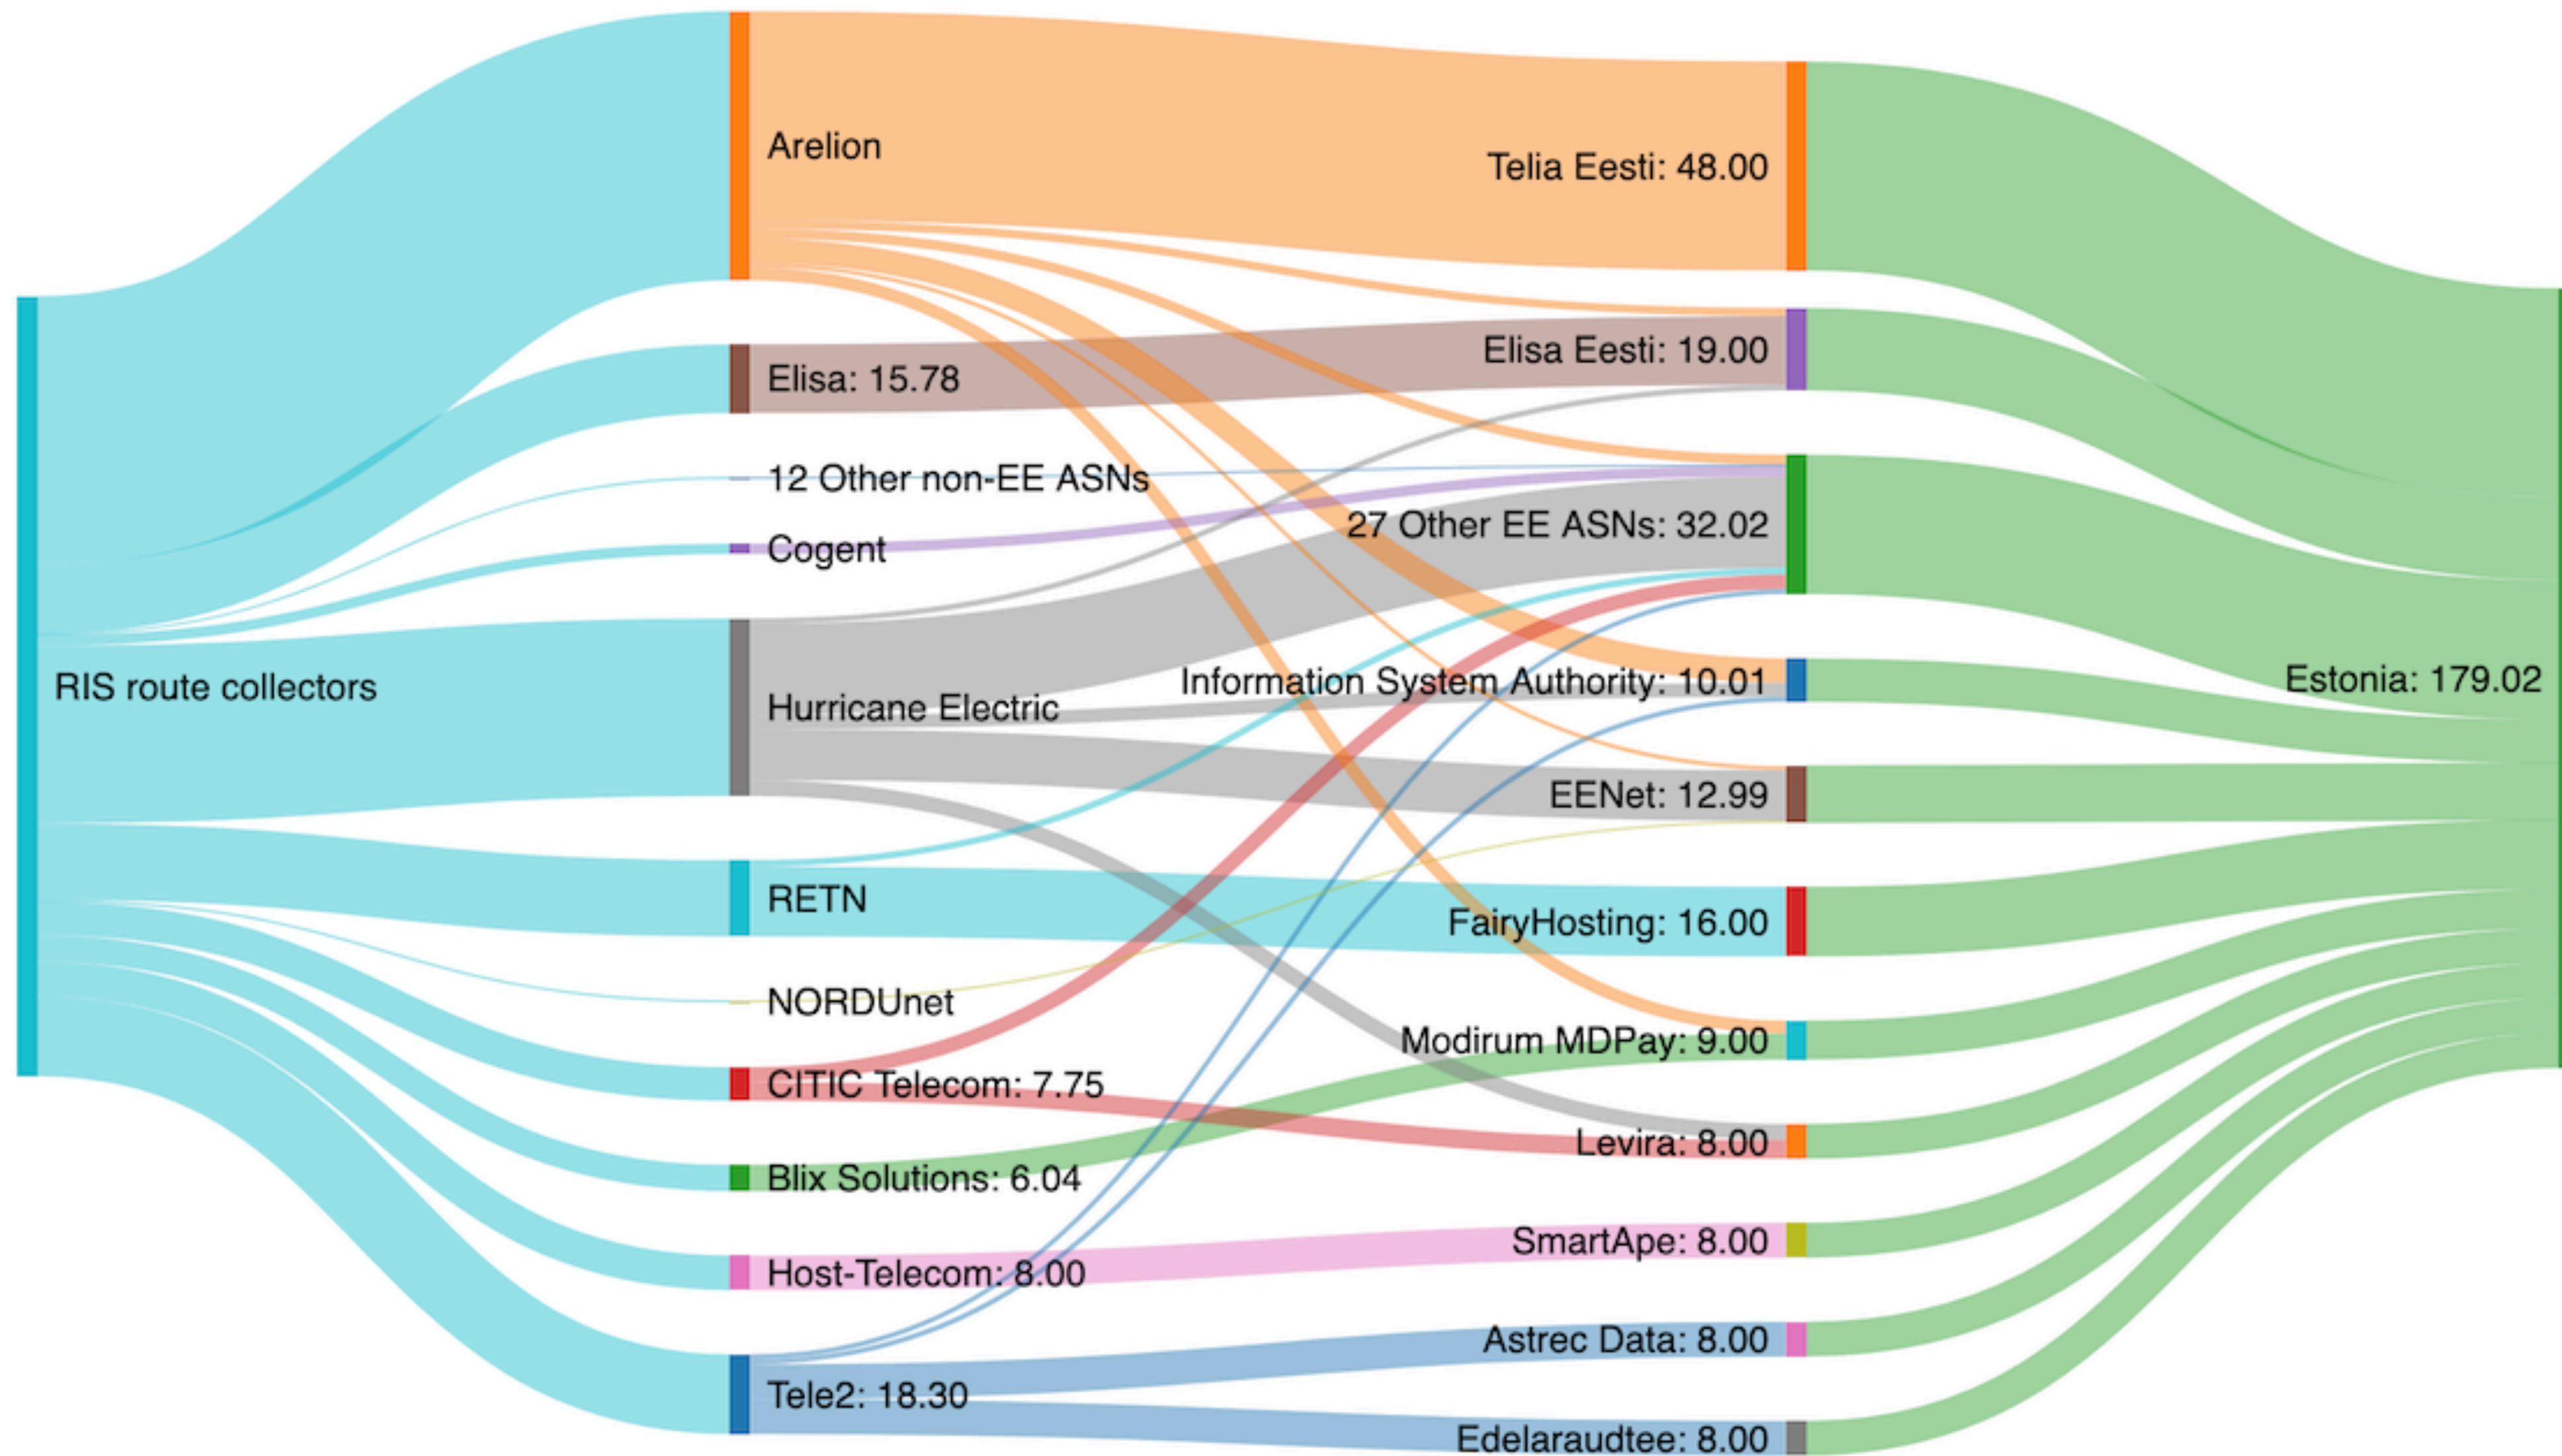 RIS route collectors
Arelion
Elisa: 15.78
12 Other non-EE ASNs
Cogent
Hurricane Electric
RETN
NORDUnet
CITIC Telecom: 7.75
Blix Solutions: 6.04
Host-Telecom: 8.00
Tele2: 18.30
Telia Eesti: 48.00
Elisa Eesti: 19.00
27 Other EE ASNs: 32.02
Information System Authority: 10.01
EENet: 12.99
FairyHosting: 16.00
Modirum MDPay: 9.00
Levira: 8.00
SmartApe: 8.00
Astrec Data: 8.00
Edelaraudtee: 8.00
Estonia: 179.02